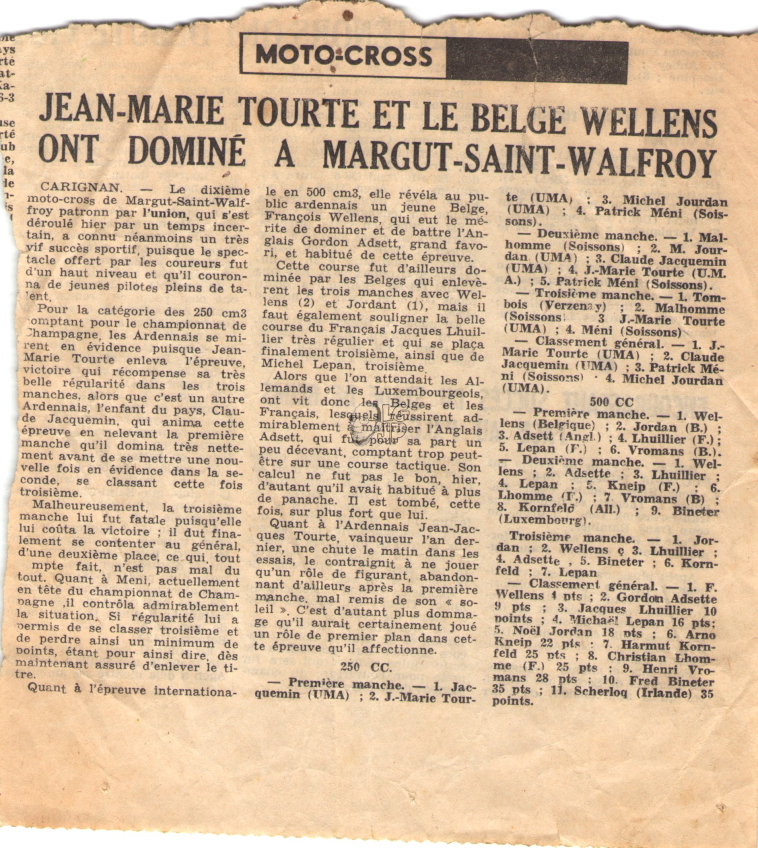 MOTO-CROSS
JEAN-MARIE TOURTE ET LE BELGE WELLENS
ONT DOMINÉ A MARGUT-SAINT-WALFROY
CARIGNAN. — Le dixième
moto-cross de Margut-Saint-Walf-
froy patronn par l'union, qui s'est
déroulé hier par un temps incer-
tain, a connu néanmoins un très
vif succès sportif, puisque le spec-
tacle offert par les coureurs fut
d'un haut niveau et qu'il couron-
na de jeunes pilotes pleins de ta-
lent.
Pour la catégorie des 250 cm3
comptant pour le championnat de
Champagne, les Ardennais se mi-
rent en évidence puisque Jean-
Marie Tourte enleva l'épreuve,
victoire qui récompense sa très
belle régularité dans les trois
manches, alors que c'est un autre
Ardennais, l'enfant du pays, Clau-
de Jacquemin, qui anima cette
épreuve en nelevant la première
manche qu'il domina très nette-
ment avant de se mettre une nou-
velle fois en évidence dans la se-
conde, se classant cette fois
troisième.
Malheureusement, la troisième
manche lui fut fatale puisqu'elle
lui coûta la victoire ; il dut fina-
lement se contenter au général,
d'une deuxième place, ce qui, tout
mpte fait, n'est pas mal du
tout. Quant à Meni, actuellement
en tête du championnat de Cham-
pagne ,il contrôla admirablement
la situation. Si régularité lui a
permis de se classer troisième et
de perdre ainsi un minimum de
points, étant pour ainsi dire, dès
maintenant assuré d'enlever le ti-
tre.
Quant à l'épreuve internationa-
le en 500 cm3, elle révéla au pu-
blic ardennais un jeune Belge,
François Wellens, qui eut le mé-
rite de dominer et de battre l'An-
glais Gordon Adsett, grand favo-
ri, et habitué de cette épreuve.
Cette course fut d'ailleurs do-
minée par les Belges qui enlevè-
rent les trois manches avec Wel-
lens (2) et Jordant (1), mais il
faut également souligner la belle
course du Français Jacques Lhuil-
lier très régulier et qui se plaça
finalement troisième, ainsi que de
Michel Lepan, troisième.
Alors que l'on attendait les Al-
lemands et les Luxembourgeois,
ont vit donc les Belges et les
Français, lesquels réussirent ad-
mirablement à maîtriser l'Anglais
Adsett, qui fut pour sa part un
peu décevant, comptant trop peut-
être sur une course tactique. Son
calcul ne fut pas le bon, hier,
d'autant qu'il avait habitué à plus
de panache. Il est tombé, cette
fois, sur plus fort que lui.
Quant à l'Ardennais Jean-Jac-
ques Tourte, vainqueur l'an der-
nier, une chute le matin dans les
essais, le contraignit à ne jouer
qu'un rôle de figurant, abandon-
nant d'ailleurs après la première
manche, mal remis de son « so-
leil ». C'est d'autant plus domma-
ge qu'il aurait certainement joué
un rôle de premier plan dans cet-
te épreuve qu'il affectionne.
250 CC.
— Première manche. — 1. Jac-
quemin (UMA) ; 2. J.-Marie Tour-
te (UMA) ; 3. Michel Jourdan
(UMA) ; 4. Patrick Méni (Sois-
sons).
— Deuxième manche. — 1. Mal-
homme (Soissons) ; 2. M. Jour-
dan (UMA) ; 3. Claude Jacquemin
(UMA) ; 4. J.-Marie Tourte (U.M.
A.) ; 5. Patrick Méni (Soissons).
— Troisième manche. — 1. Tom-
bois (Verzenay) ; 2. Malhomme
(Soissons ; 3 J.-Marie Tourte
(UMA) ; 4. Méni (Soissons)
— Classement général. — 1. J.-
Marie Tourte (UMA) ; 2. Claude
Jacquemin (UMA) ; 3. Patrick Mé-
ni (Soissons) · 4. Michel Jourdan
(UMA).
500 CC
— Première manche. — 1. Wel-
lens (Belgique) ; 2. Jordan (B.) ;
3. Adsett (Angl.) ; 4. Lhuillier (F.) ;
5. Lepan (F.) ; 6. Vromans (B.).
— Deuxième manche. — 1. Wel-
lens ; 2. Adsette ; 3. Lhuillier ;
4. Lepan ; 5. Kneip (F.) ; 6.
Lhomme (F.) ; 7 Vromans (B) ;
8. Kornfeld (All.) ; 9. Bineter
(Luxembourg).
Troisième manche. — 1. Jor-
dan ; 2. Wellens ç 3. Lhuillier ;
4. Adsette , 5. Bineter ; 6. Korn-
feld ; 7. Lepan
— Classement général. — 1. F.
Wellens 4 pts ; 2. Gordon Adsette
9 pts ; 3. Jacques Lhuillier 10
points ; 4. Michaël Lepan 16 pts;
5. Noël Jordan 18 pts ; 6. Arno
Kneip 22 pts · 7. Harmut Korn-
feld 25 pts ; 8. Christian Lhom-
me (F.) 25 pts ; 9. Henri Vro-
mans 28 pts ; 10. Fred Bineter
35 pts ; 11. Scherloq (Irlande) 35
points.